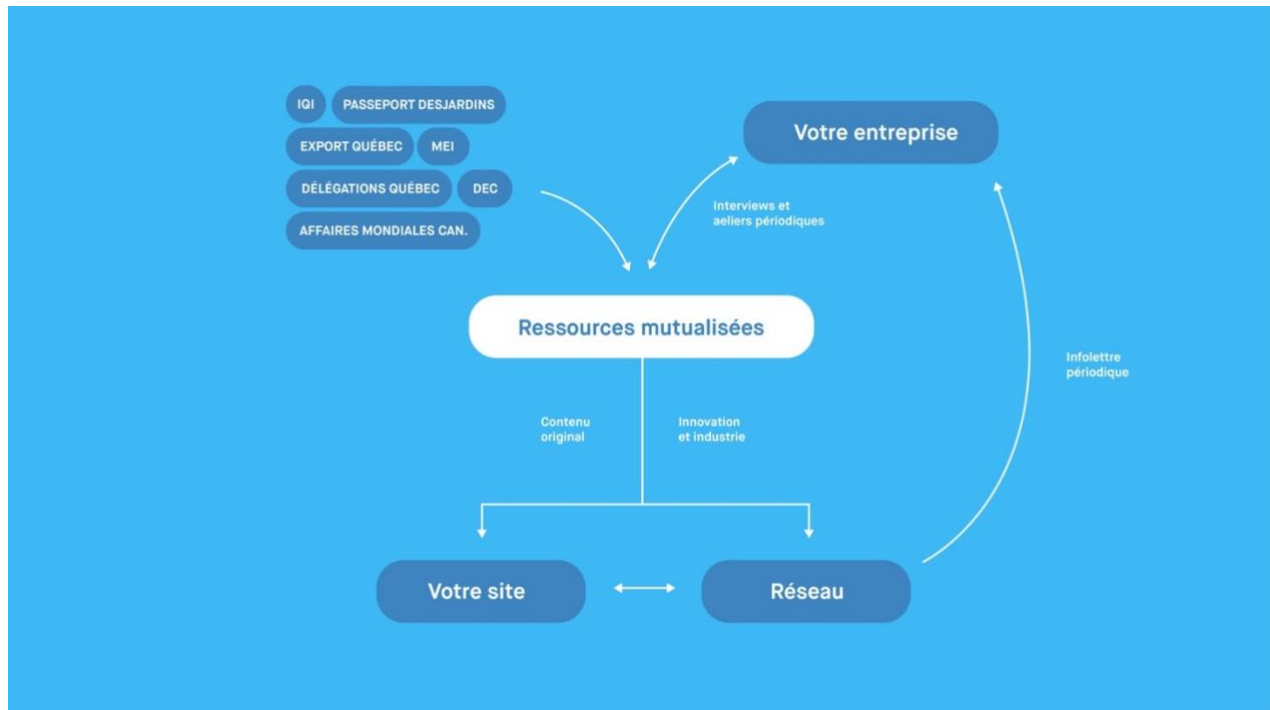 IQI
PASSEPORT DESJARDINS
EXPORT QUÉBEC
MEI
DÉLÉGATIONS QUÉBEC
DEC
AFFAIRES MONDIALES CAN.
Votre entreprise
Interviews et
aeliers périodiques
Ressources mutualisées
Infolettre
périodique
Contenu
original
Innovation
et industrie
Votre site
Réseau